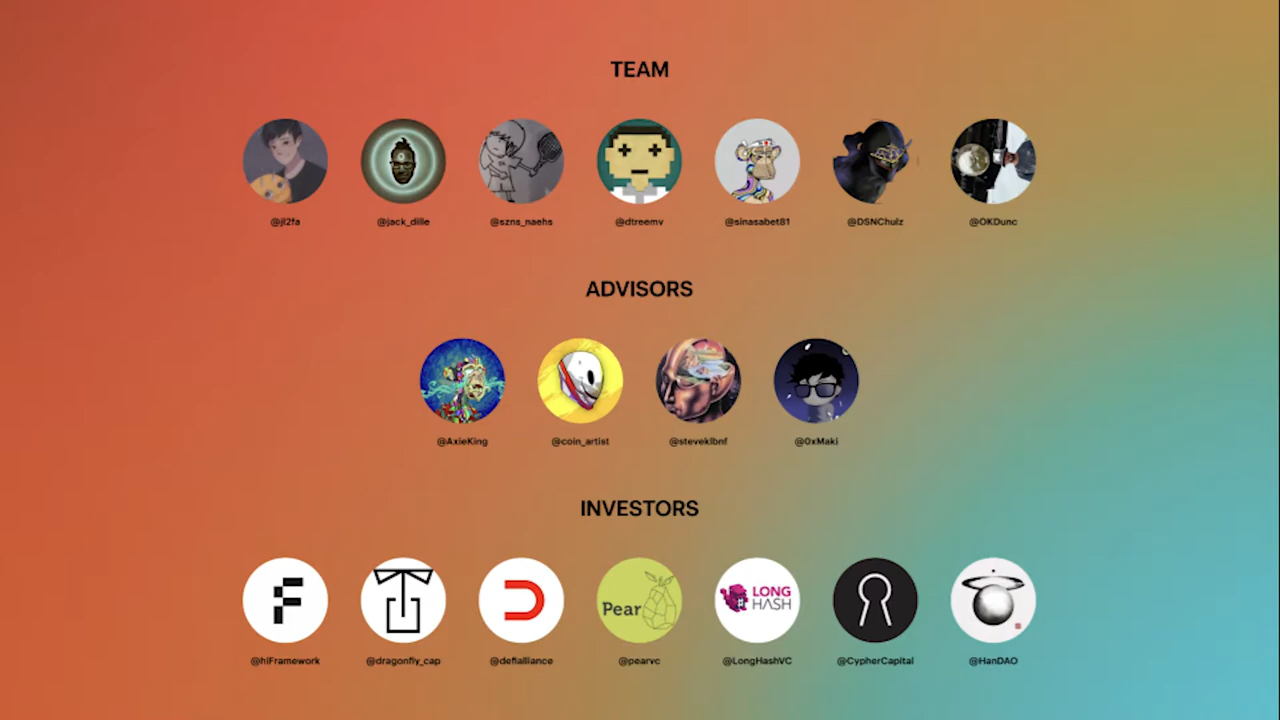 TEAM
@jl2fa @jack_dille @szns_naehs @dtreemv @sinasabet81 @DSNChulz @OKDunc
ADVISORS
@AxieKing @coin_artist @steveklbnf @0xMaki
INVESTORS
Pear
LONG
HASH
@hiFramework @dragonfly_cap @defialliance @pearvc @LongHashVC @CypherCapital @HanDAO